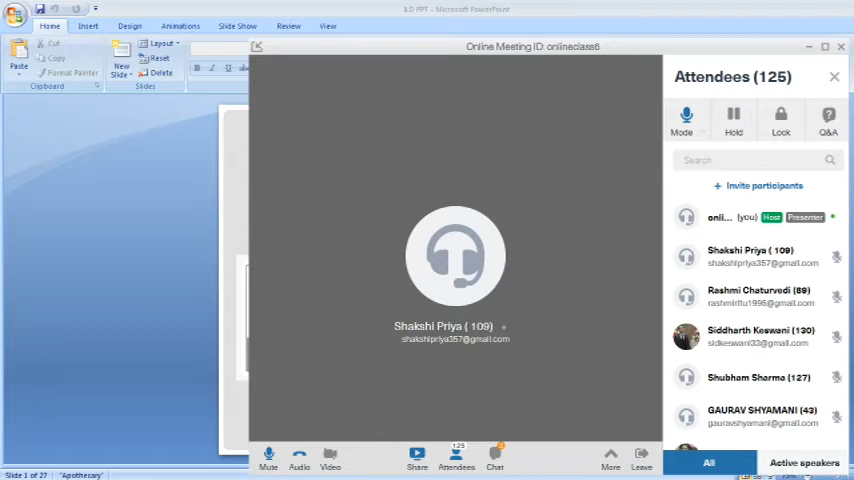 ILD PPT - Microsoft PowerPoint
Home
Insert
Design
Animations
Slide Show
Review
View
Paste
Cut
Copy
Format Painter
Clipboard
New
Slide
Layout
Reset
Delete
Slides
B I U abe
Online Meeting ID: onlineclass6
Attendees (125)
Mode
Hold
Lock
Q&A
Search
+ Invite participants
onli... (you) Host Presenter
Shakshi Priya ( 109)
shakshipriya357@gmail.com
Rashmi Chaturvedi (89)
rashmiritu1995@gmail.com
Siddharth Keswani (130)
sidkeswani33@gmail.com
Shubham Sharma (127)
GAURAV SHYAMANI (43)
gauravshyamani@gmail.com
All
Active speakers
Shakshi Priya ( 109)
shakshipriya357@gmail.com
Mute
Audio
Video
Share
125
Attendees
Chat
More
Leave
Slide 1 of 27
"Apothecary"